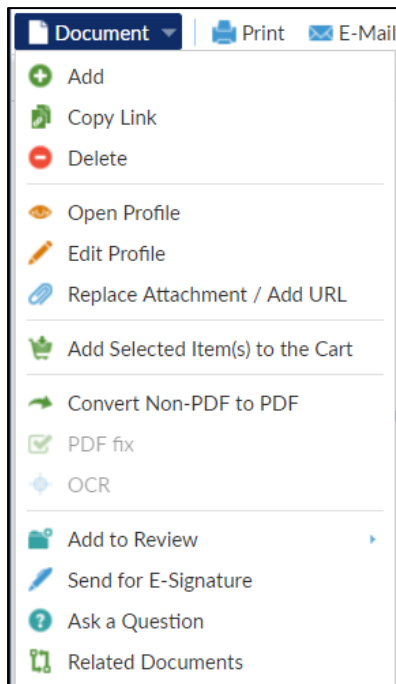 Document Print E-Mail
Add
Copy Link
Delete
Open Profile
Edit Profile
Replace Attachment / Add URL
Add Selected Item(s) to the Cart
Convert Non-PDF to PDF
PDF fix
OCR
Add to Review
Send for E-Signature
Ask a Question
Related Documents